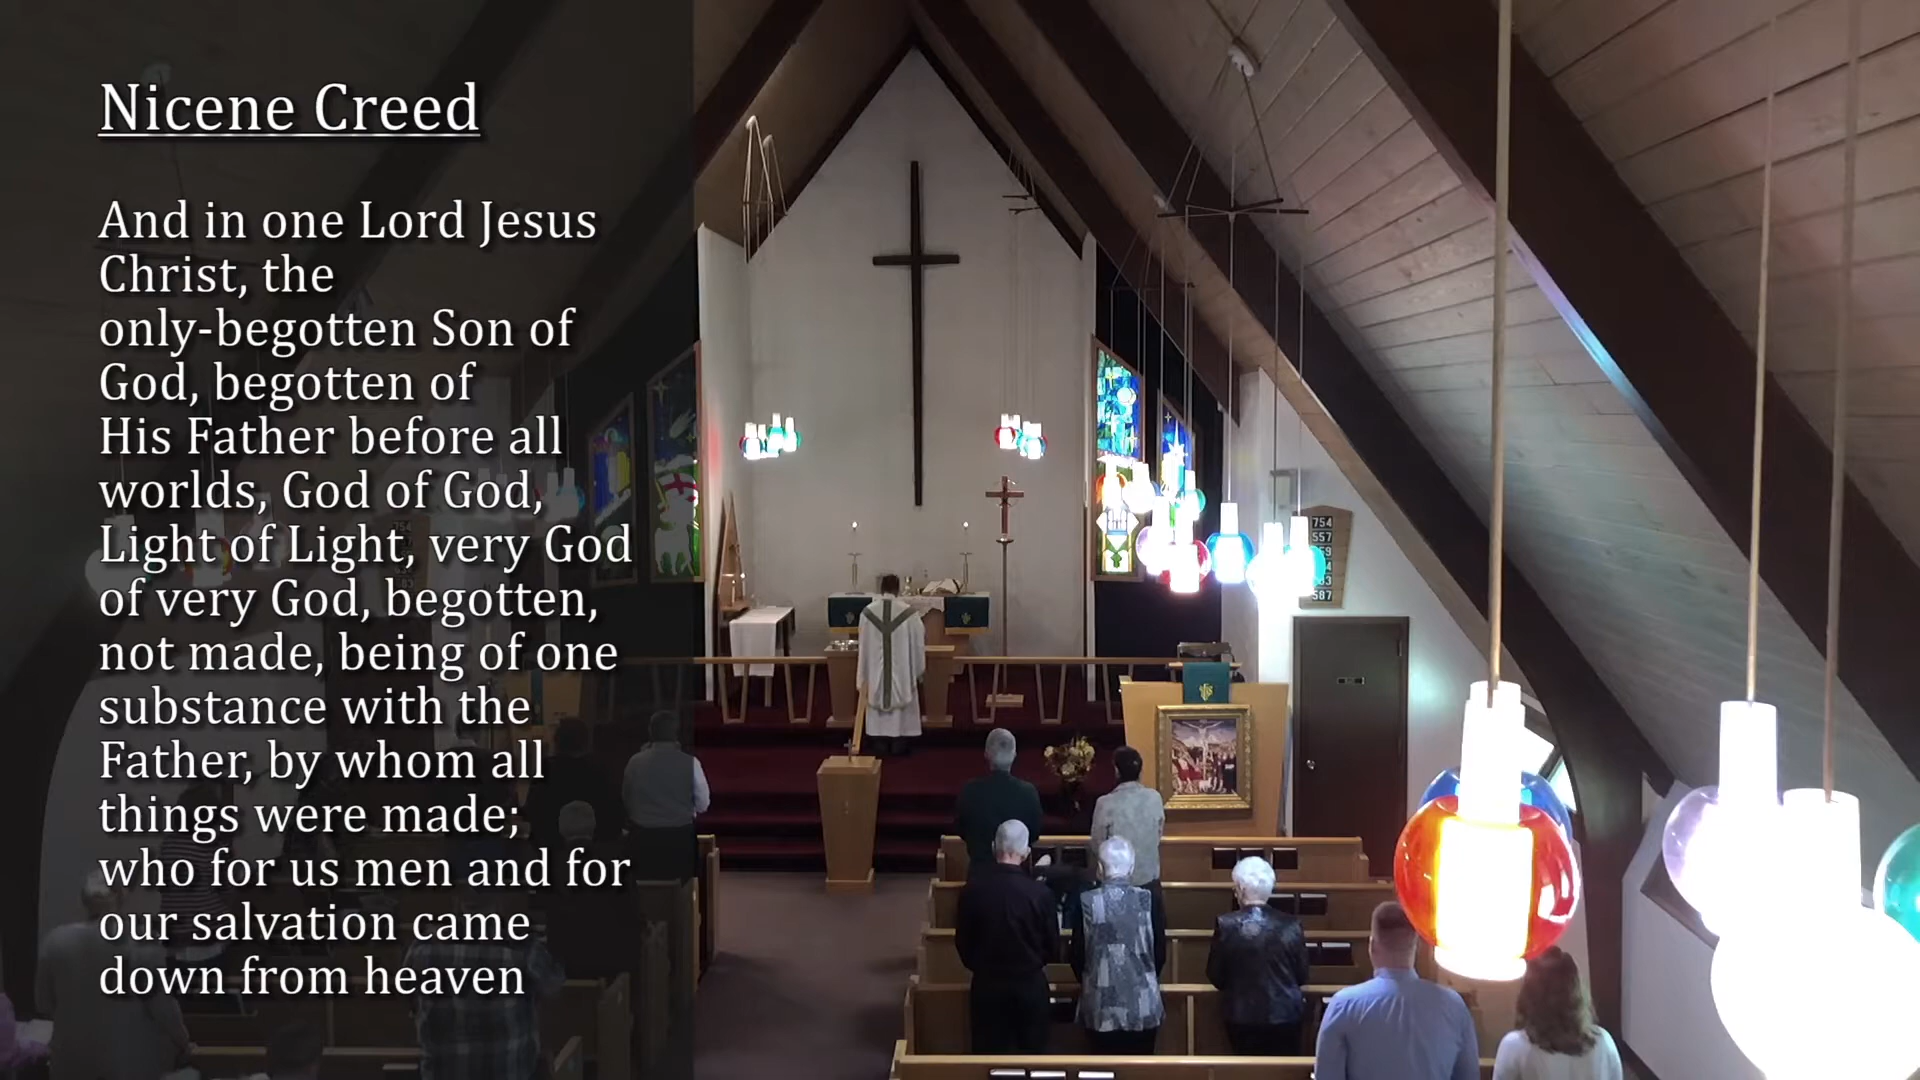 Nicene Creed
And in one Lord Jesus
Christ, the
only-begotten Son of
God, begotten of
His Father before all
worlds, God of God,
Light of Light, very God
of very God, begotten,
not made, being of one
substance with the
Father, by whom all
things were made;
who for us men and for
our salvation came
down from heaven
754
557
587